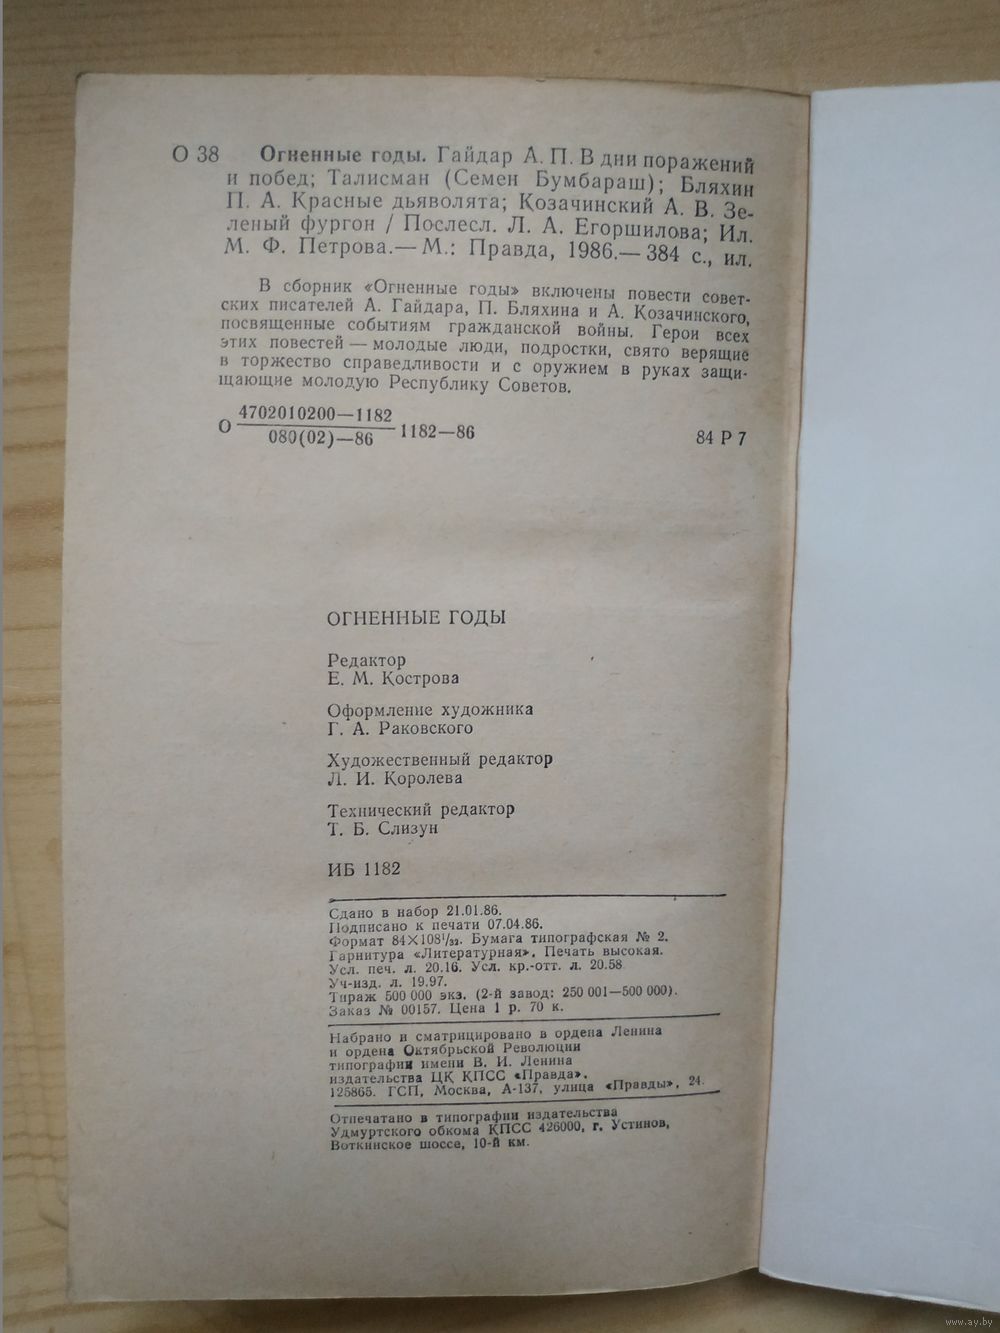 О 38 Огненные годы. Гайдар А. П. В дни поражений
и побед; Талисман (Семен Бумбараш); Бляхин
П. А. Красные дьяволята; Козачинский А. В. Зе-
леный фургон / Послесл. Л. А. Егоршилова; Ил.
М. Ф. Петрова.— М.: Правда, 1986.— 384 с., ил.
В сборник «Огненные годы» включены повести совет-
ских писателей А. Гайдара, П. Бляхина и А. Козачинского,
посвященные событиям гражданской войны. Герои всех
этих повестей — молодые люди, подростки, свято верящие
в торжество справедливости и с оружием в руках защи-
щающие молодую Республику Советов.
4702010200—1182
О 080(02)—86 1182—86 84 Р 7
ОГНЕННЫЕ ГОДЫ
Редактор
Е. М. Кострова
Оформление художника
Г. А. Раковского
Художественный редактор
Л. И. Королева
Технический редактор
Т. Б. Слизун
ИБ 1182
Сдано в набор 21.01.86.
Подписано к печати 07.04.86.
Формат 84×108¹/₃₂. Бумага типографская № 2.
Гарнитура «Литературная». Печать высокая.
Усл. печ. л. 20.16. Усл. кр.-отт. л. 20.58
Уч-изд. л. 19.97.
Тираж 500 000 экз. (2-й завод: 250 001—500 000).
Заказ № 00157. Цена 1 р. 70 к.
Набрано и сматрицировано в ордена Ленина
и ордена Октябрьской Революции
типографии имени В. И. Ленина
издательства ЦК КПСС «Правда».
125865. ГСП, Москва, А-137, улица «Правды», 24.
Отпечатано в типографии издательства
Удмуртского обкома КПСС 426000, г. Устинов,
Воткинское шоссе, 10-й км.
www.ay.by